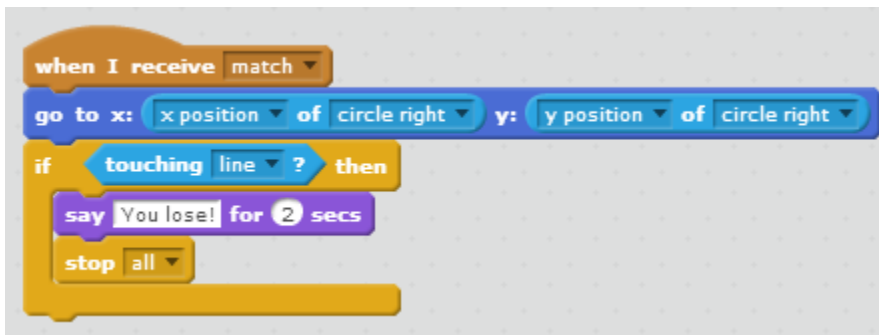 when I receive match
go to x: x position of circle right y: y position of circle right
if touching line ? then
say You lose! for 2 secs
stop all